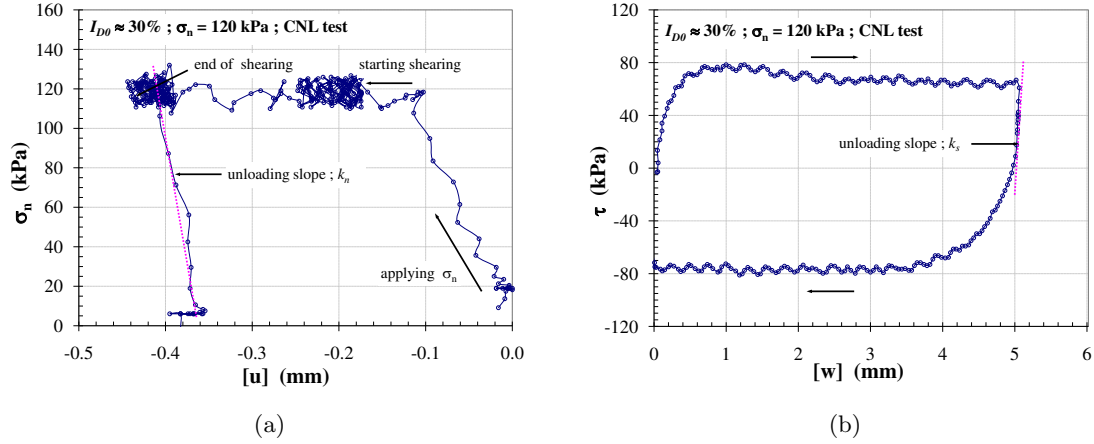 I_D0 ≈ 30% ; σn = 120 kPa ; CNL test
160
140
120
100
80
60
40
20
0
σn (kPa)
end of shearing
starting shearing
unloading slope ; kn
applying σn
-0.5
-0.4
-0.3
-0.2
-0.1
0.0
[u] (mm)
(a)
I_D0 ≈ 30% ; σn = 120 kPa ; CNL test
120
80
40
0
-40
-80
-120
τ (kPa)
unloading slope ; ks
0
1
2
3
4
5
6
[w] (mm)
(b)